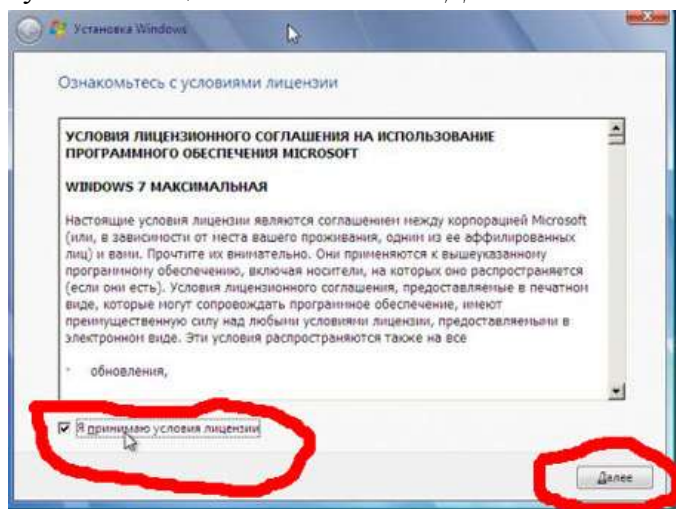 Установка Windows
Ознакомьтесь с условиями лицензии
УСЛОВИЯ ЛИЦЕНЗИОННОГО СОГЛАШЕНИЯ НА ИСПОЛЬЗОВАНИЕ
ПРОГРАММНОГО ОБЕСПЕЧЕНИЯ MICROSOFT
WINDOWS 7 МАКСИМАЛЬНАЯ
Настоящие условия лицензии являются соглашением между корпорацией Microsoft
(или, в зависимости от места вашего проживания, одним из ее аффилированных
лиц) и вами. Прочтите их внимательно. Они применяются к вышеуказанному
программному обеспечению, включая носители, на которых оно распространяется
(если они есть). Условия лицензионного соглашения, предоставляемые в печатном
виде, которые могут сопровождать программное обеспечение, имеют
преимущественную силу над любыми условиями лицензии, предоставляемыми в
электронном виде. Эти условия распространяются также на все
· обновления,
Я принимаю условия лицензии
Далее